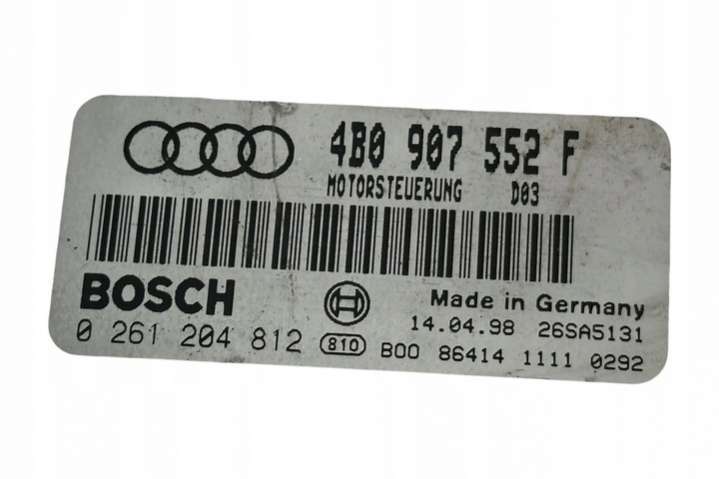 4B0 907 552 F
MOTORSTEUERUNG D03
BOSCH
Made in Germany
14.04.98 26SA5131
0 261 204 812 810 B00 86414 1111 0292